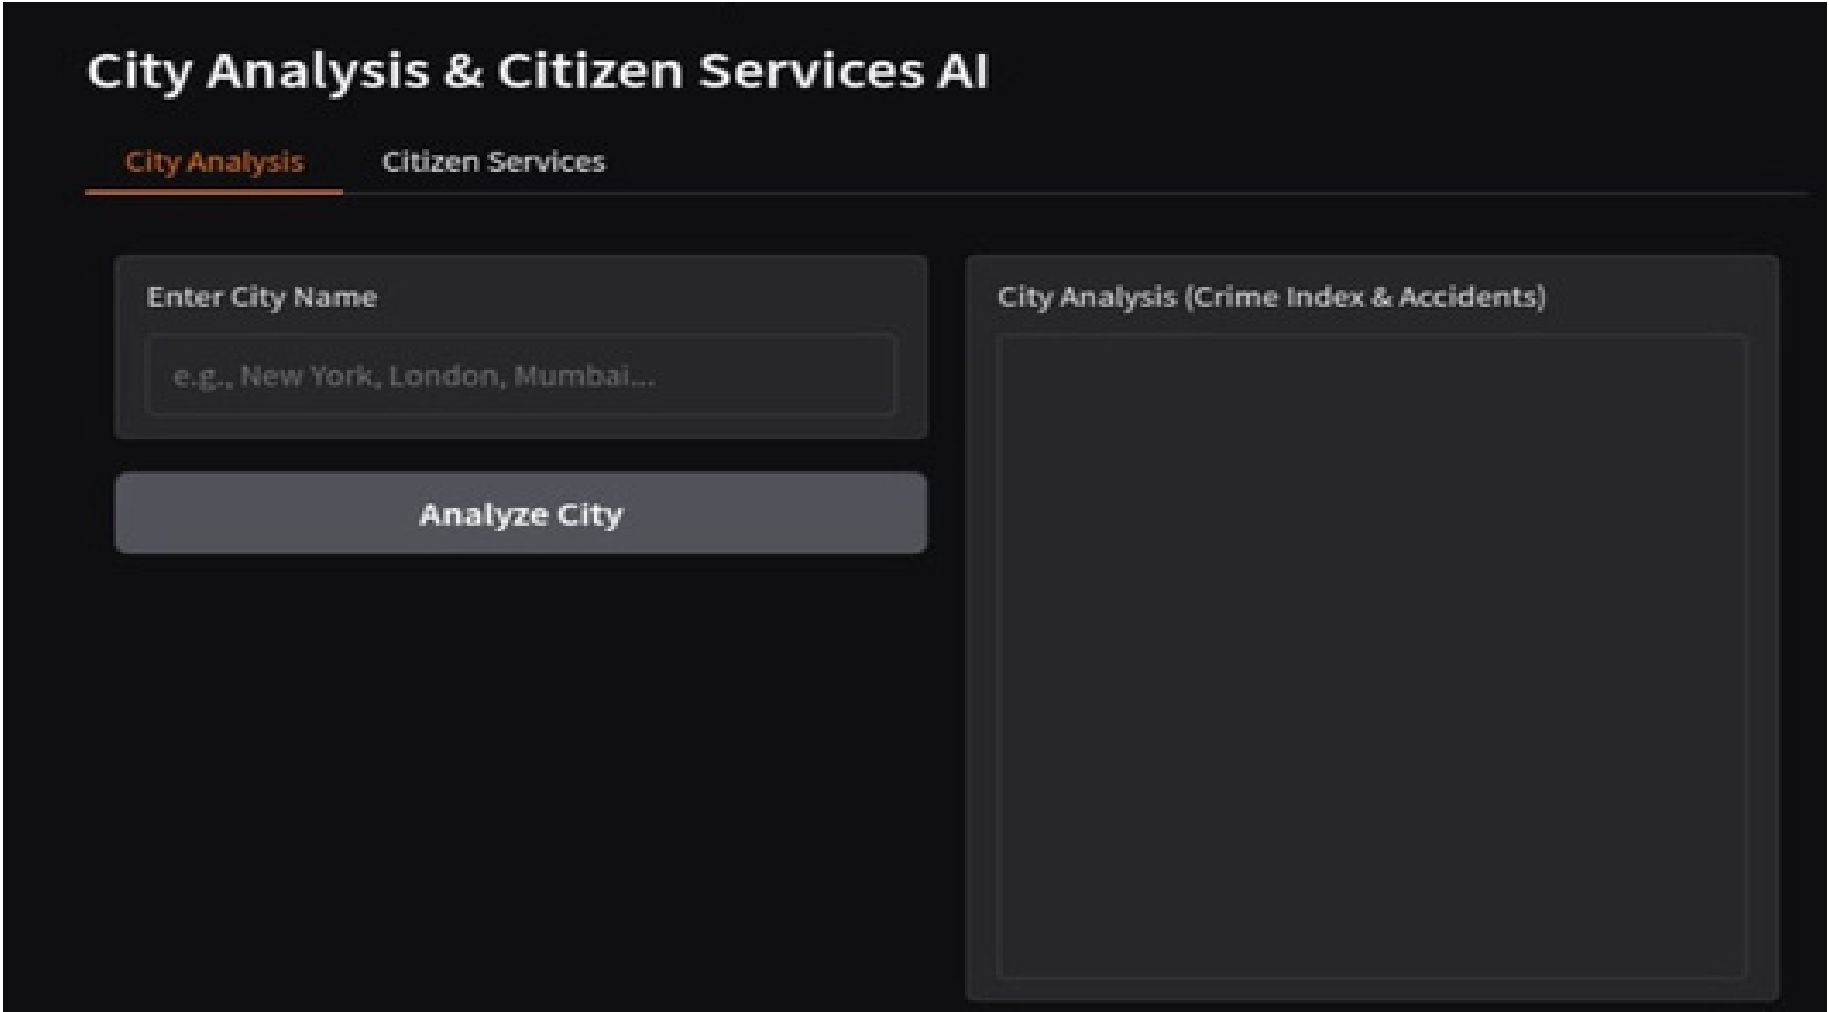 City Analysis & Citizen Services AI
City Analysis
Citizen Services
Enter City Name
e.g., New York, London, Mumbai...
Analyze City
City Analysis (Crime Index & Accidents)